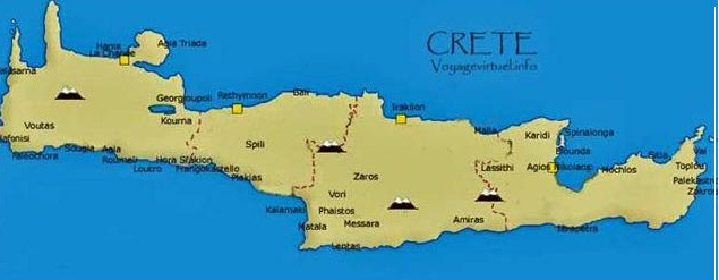 CRETE
Voyagevirtuel.info
Hania
La Chanée
Agia Triada
Georgioupoli
Kourna
Voutas
Paleochora
Sougia
Agia
Roumeli
Loutro
Hora Sfakion
Frangokastello
Plakias
Rethymnon
Bali
Spili
Iraklion
Zaros
Vori
Kalamaki
Phaistos
Matala
Messara
Lentas
Malia
Karidi
Spinalonga
Elounda
Lassithi
Agios Nikolaos
Amiras
Ierapetra
Mochlos
Sitia
Vai
Toplou
Palekastro
Zakros